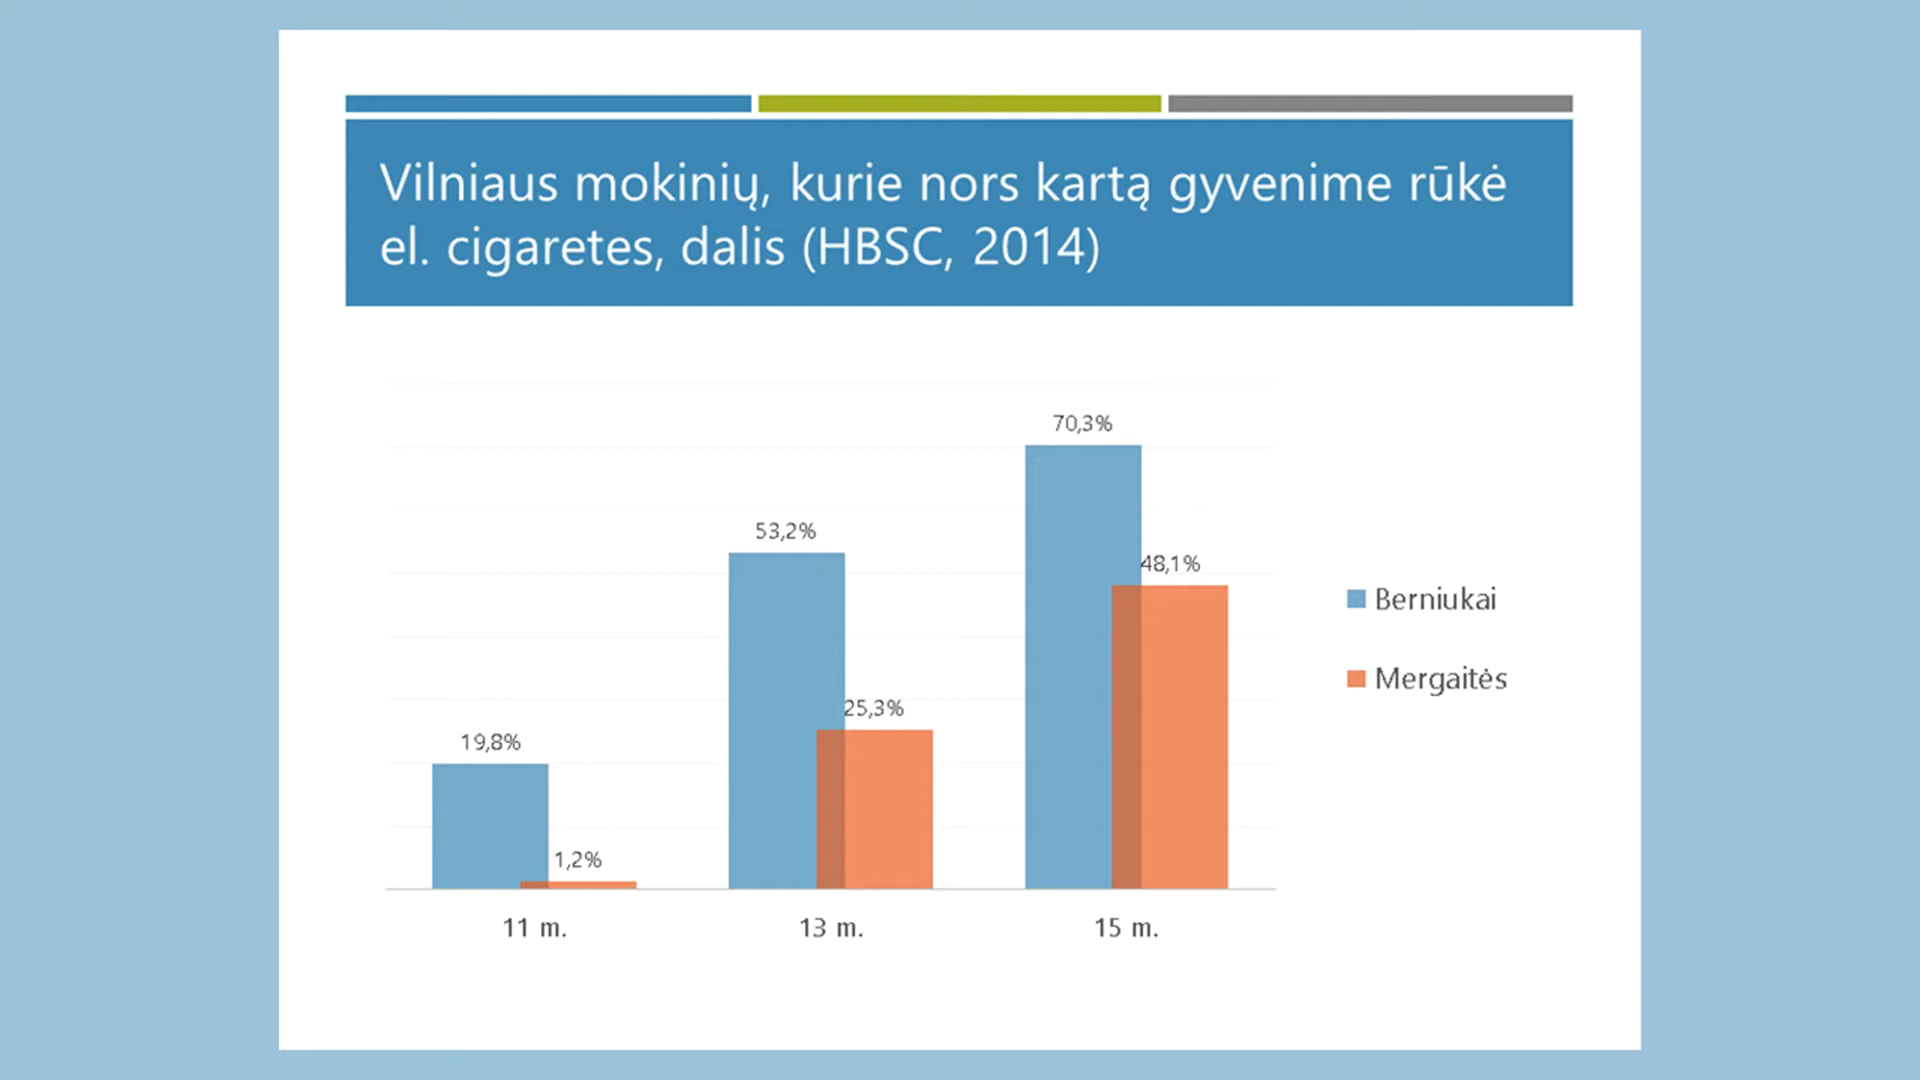 Vilniaus mokinių, kurie nors kartą gyvenime rūkė
el. cigaretes, dalis (HBSC, 2014)
70,3%
53,2%
48,1%
25,3%
19,8%
1,2%
Berniukai
Mergaitės
11 m.
13 m.
15 m.